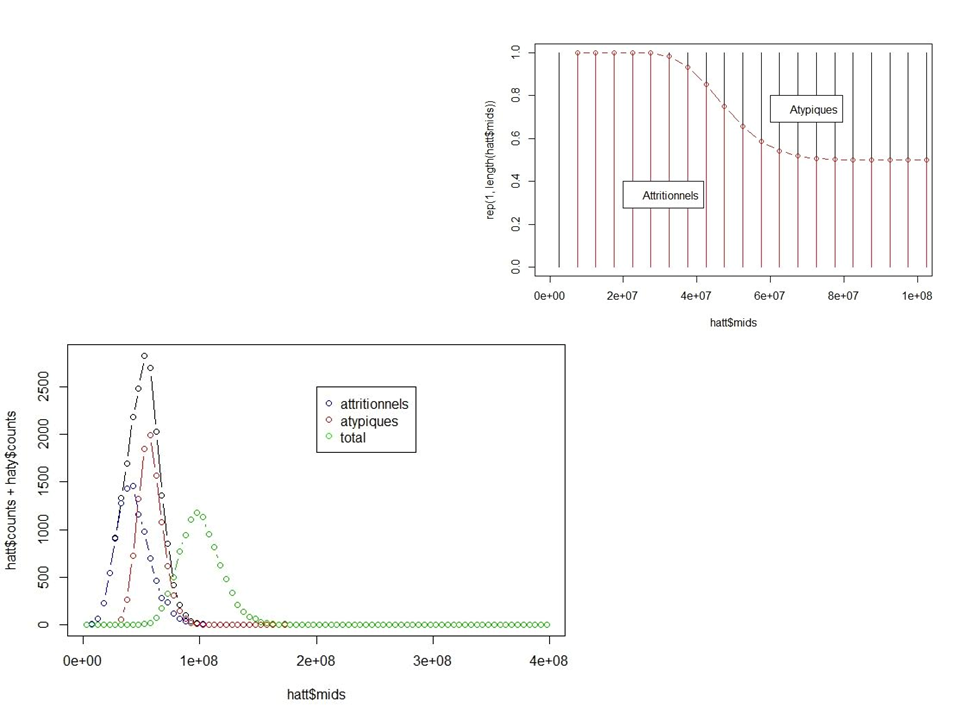 1.0
0.8
0.6
0.4
0.2
0.0
rep(1, length(hatt$mids))
Atypiques
Attritionnels
0e+00 2e+07 4e+07 6e+07 8e+07 1e+08
hatt$mids
2500
2000
1500
1000
500
0
hatt$counts + haty$counts
attritionnels
atypiques
total
0e+00 1e+08 2e+08 3e+08 4e+08
hatt$mids